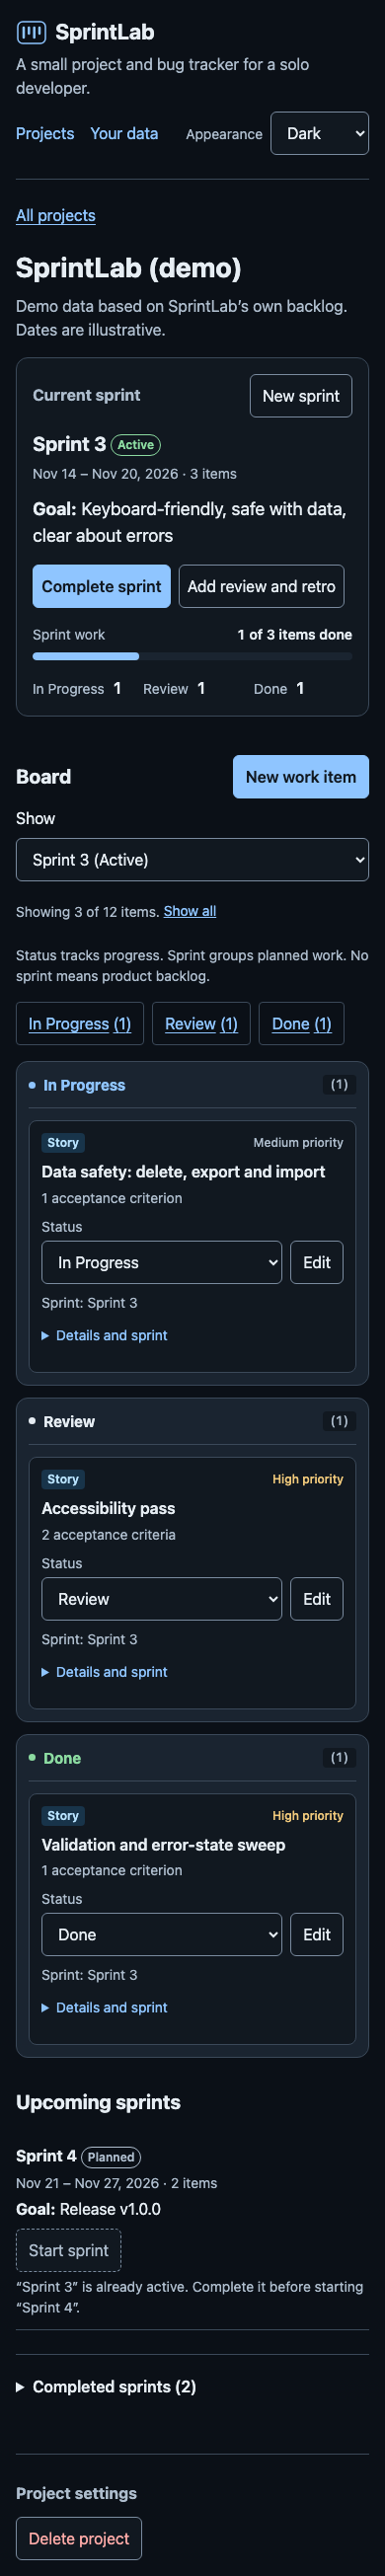 SprintLab
A small project and bug tracker for a solo
developer.
Projects Your data Appearance Dark
All projects
SprintLab (demo)
Demo data based on SprintLab’s own backlog.
Dates are illustrative.
Current sprint New sprint
Sprint 3 Active
Nov 14 – Nov 20, 2026 · 3 items
Goal: Keyboard-friendly, safe with data,
clear about errors
Complete sprint Add review and retro
Sprint work 1 of 3 items done
In Progress 1 Review 1 Done 1
Board New work item
Show
Sprint 3 (Active)
Showing 3 of 12 items. Show all
Status tracks progress. Sprint groups planned work. No
sprint means product backlog.
In Progress (1) Review (1) Done (1)
In Progress (1)
Story Medium priority
Data safety: delete, export and import
1 acceptance criterion
Status
In Progress Edit
Sprint: Sprint 3
Details and sprint
Review (1)
Story High priority
Accessibility pass
2 acceptance criteria
Status
Review Edit
Sprint: Sprint 3
Details and sprint
Done (1)
Story High priority
Validation and error-state sweep
1 acceptance criterion
Status
Done Edit
Sprint: Sprint 3
Details and sprint
Upcoming sprints
Sprint 4 Planned
Nov 21 – Nov 27, 2026 · 2 items
Goal: Release v1.0.0
Start sprint
“Sprint 3” is already active. Complete it before starting
“Sprint 4”.
Completed sprints (2)
Project settings
Delete project